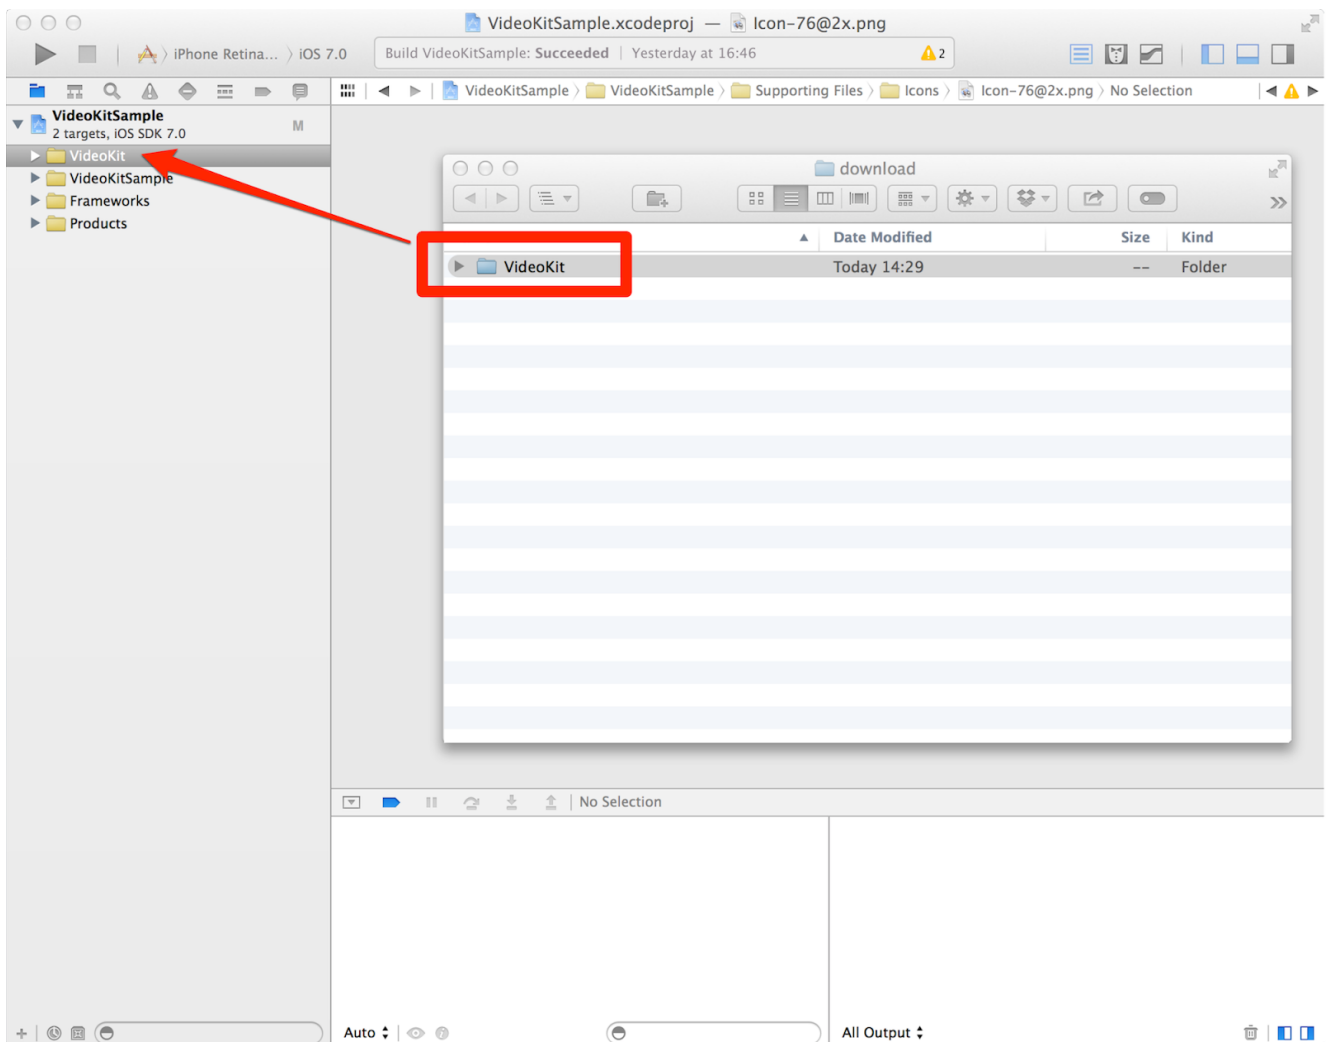 VideoKitSample.xcodeproj — Icon-76@2x.png
iPhone Retina... 〉 iOS 7.0
Build VideoKitSample: Succeeded | Yesterday at 16:46
2
VideoKitSample 〉 VideoKitSample 〉 Supporting Files 〉 Icons 〉 Icon-76@2x.png 〉 No Selection
VideoKitSample
2 targets, iOS SDK 7.0
M
VideoKit
VideoKitSample
Frameworks
Products
download
Date Modified Size Kind
VideoKit Today 14:29 -- Folder
No Selection
Auto
All Output